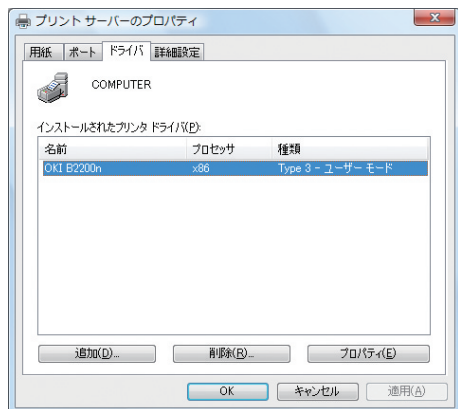 プリント サーバーのプロパティ
用紙 ポート ドライバ 詳細設定
COMPUTER
インストールされたプリンタ ドライバ(P):
名前 プロセッサ 種類
OKI B2200n x86 Type 3 - ユーザー モード
追加(D)... 削除(R)... プロパティ(E)
OK キャンセル 適用(A)